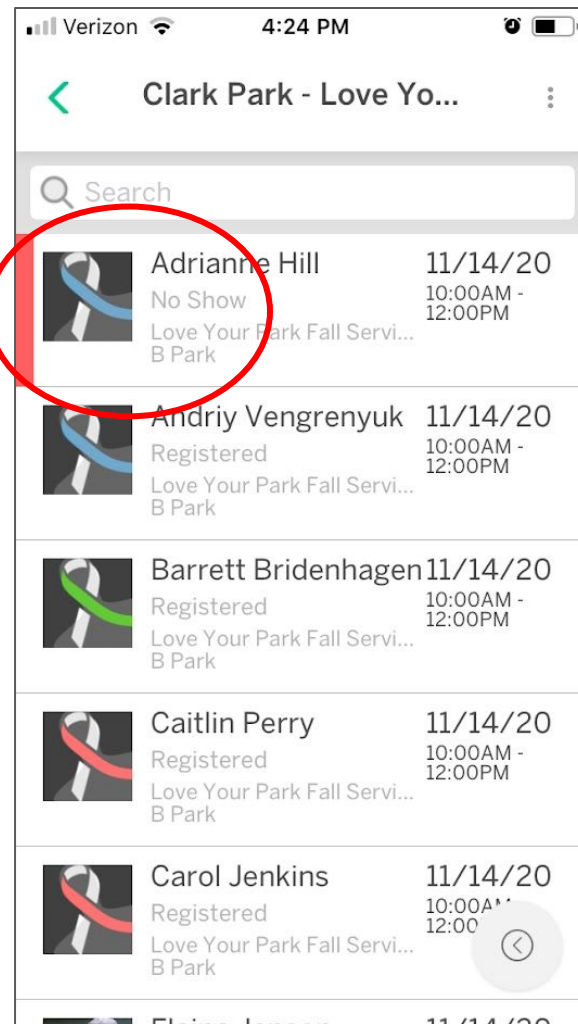 Verizon 4:24 PM
Clark Park - Love Yo...
Search
Adrianne Hill 11/14/20
No Show 10:00AM -
12:00PM
Love Your Park Fall Servi...
B Park
Andriy Vengrenyuk 11/14/20
Registered 10:00AM -
12:00PM
Love Your Park Fall Servi...
B Park
Barrett Bridenhagen 11/14/20
Registered 10:00AM -
12:00PM
Love Your Park Fall Servi...
B Park
Caitlin Perry 11/14/20
Registered 10:00AM -
12:00PM
Love Your Park Fall Servi...
B Park
Carol Jenkins 11/14/20
Registered 10:00A
12:00
Love Your Park Fall Servi...
B Park